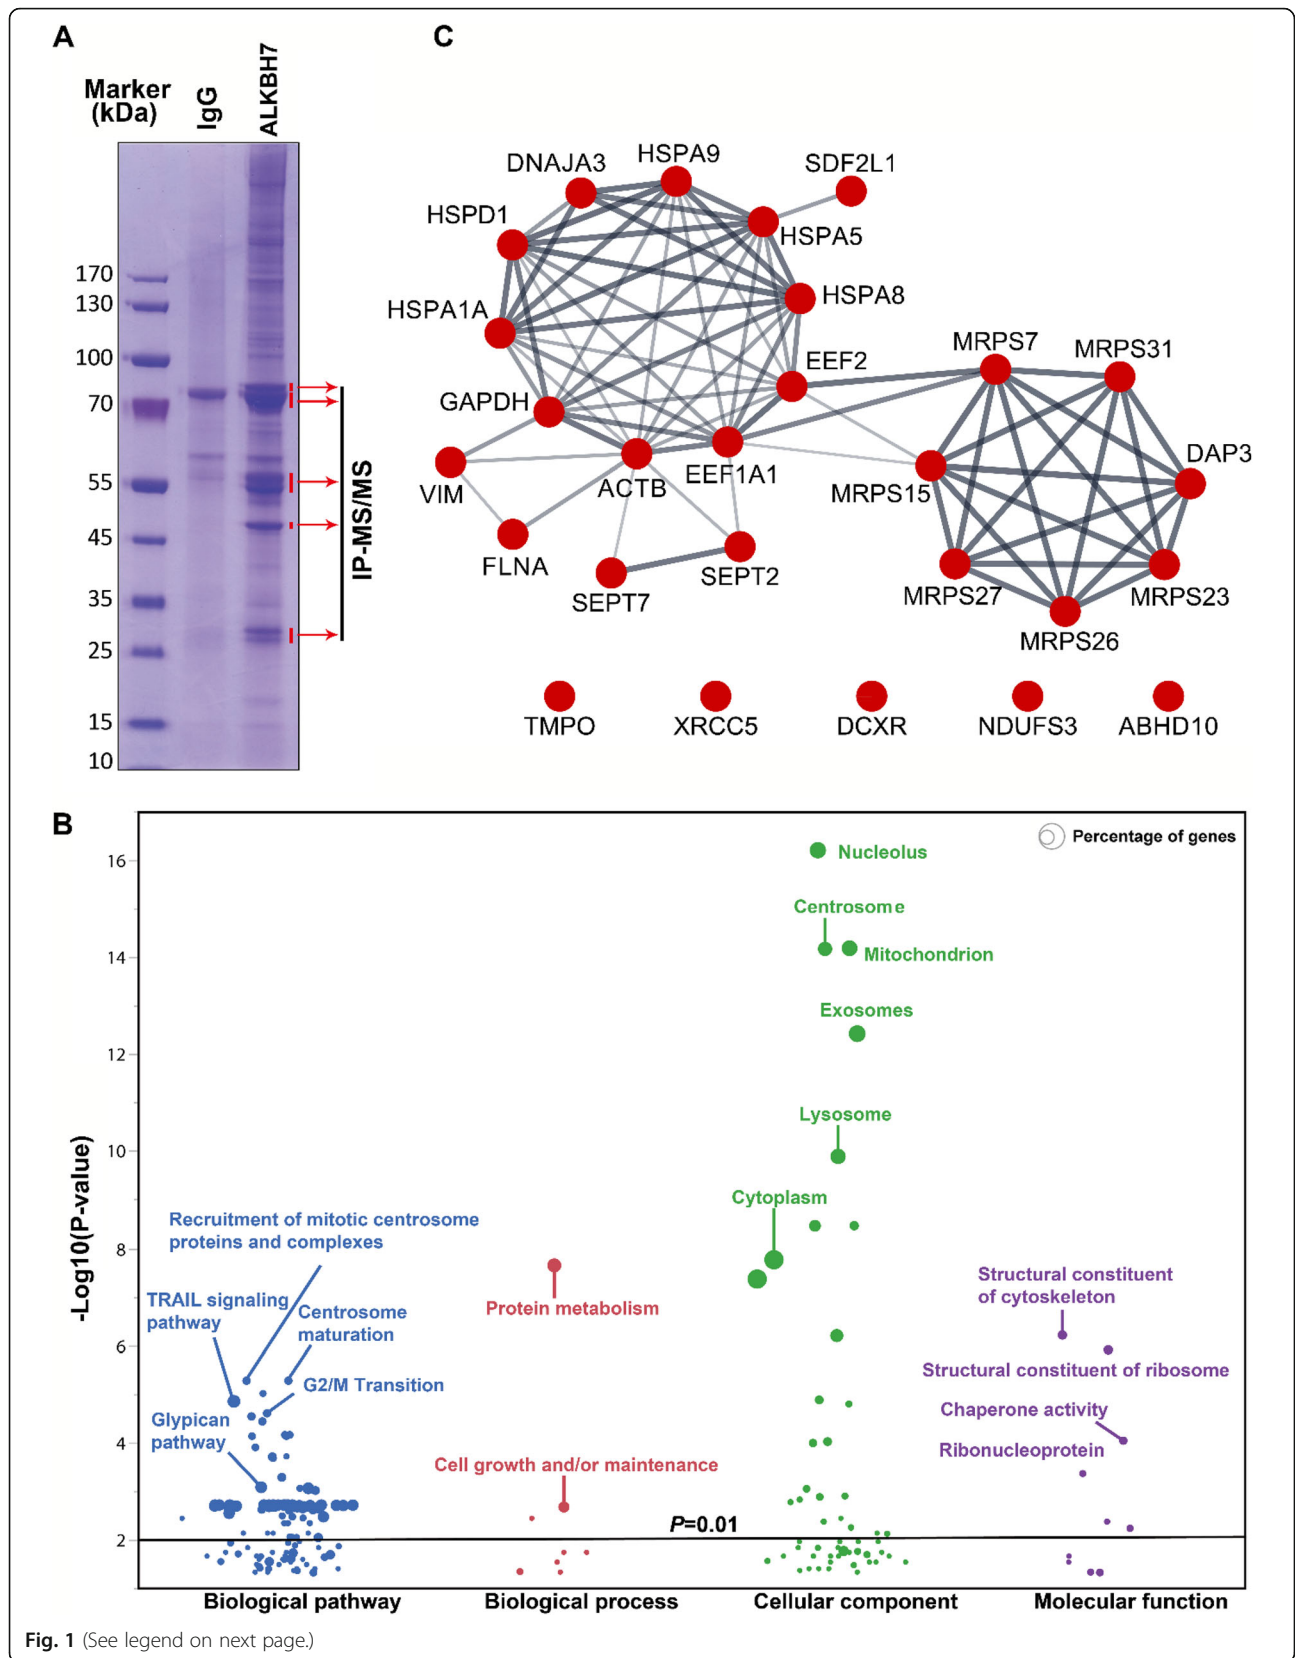 A
Marker
(kDa)
IgG
ALKBH7
170
130
100
70
55
45
35
25
15
10
IP-MS/MS
C
DNAJA3
HSPA9
SDF2L1
HSPD1
HSPA5
HSPA1A
HSPA8
EEF2
MRPS7
MRPS31
GAPDH
DAP3
VIM
ACTB
EEF1A1
MRPS15
FLNA
SEPT7
SEPT2
MRPS27
MRPS23
MRPS26
TMPO
XRCC5
DCXR
NDUFS3
ABHD10
B
Percentage of genes
-Log10(P-value)
16
14
12
10
8
6
4
2
Nucleolus
Centrosome
Mitochondrion
Exosomes
Lysosome
Cytoplasm
Recruitment of mitotic centrosome
proteins and complexes
TRAIL signaling
pathway
Centrosome
maturation
G2/M Transition
Glypican
pathway
Protein metabolism
Cell growth and/or maintenance
Structural constituent
of cytoskeleton
Structural constituent of ribosome
Chaperone activity
Ribonucleoprotein
P=0.01
Biological pathway
Biological process
Cellular component
Molecular function
Fig. 1 (See legend on next page.)